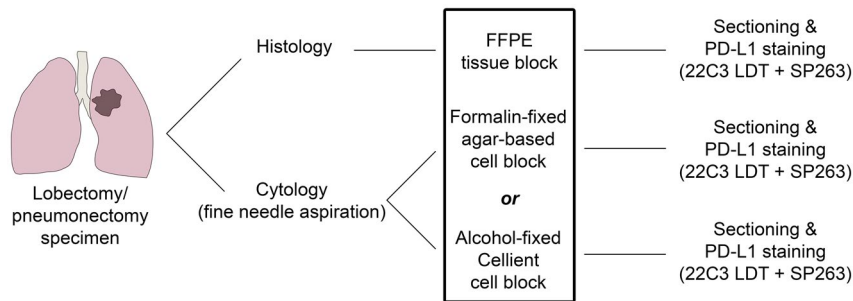 Lobectomy/
pneumonectomy
specimen
Histology
Cytology
(fine needle aspiration)
FFPE
tissue block
Formalin-fixed
agar-based
cell block
or
Alcohol-fixed
Cellient
cell block
Sectioning &
PD-L1 staining
(22C3 LDT + SP263)
Sectioning &
PD-L1 staining
(22C3 LDT + SP263)
Sectioning &
PD-L1 staining
(22C3 LDT + SP263)